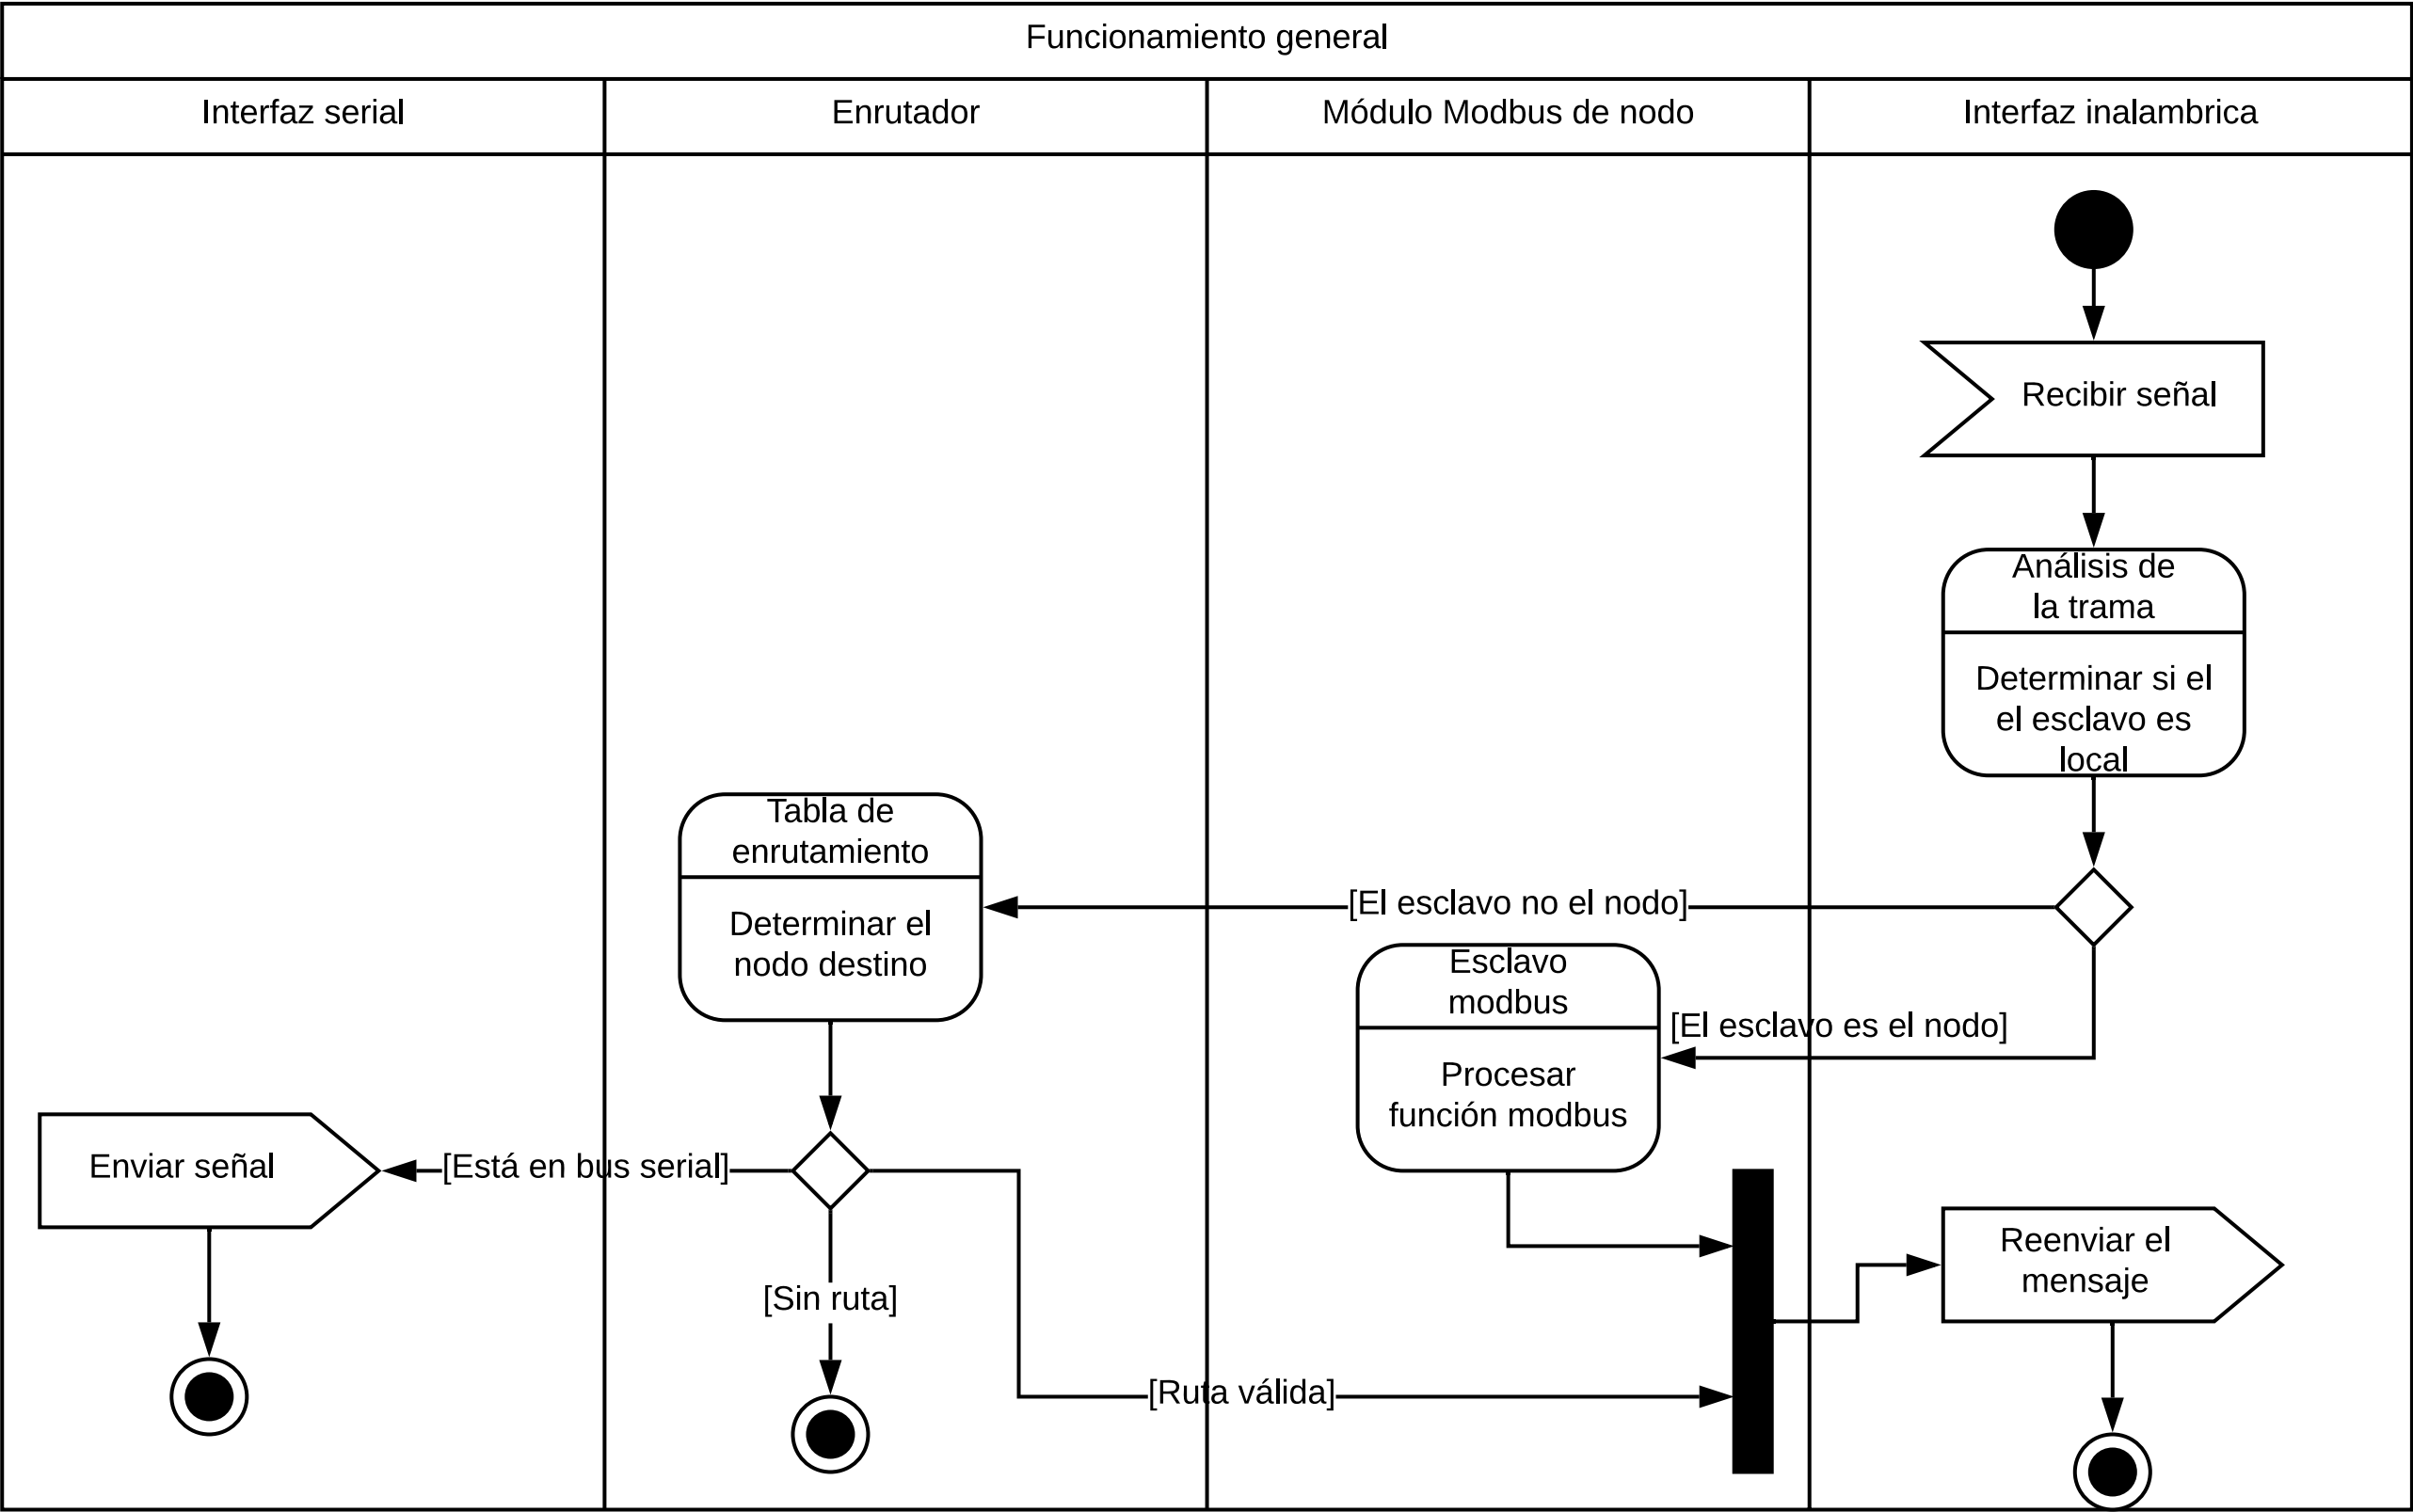 Funcionamiento general
Interfaz serial
Enrutador
Módulo Modbus de nodo
Interfaz inalambrica
Recibir señal
Análisis de
la trama
Determinar si el
el esclavo es
local
Tabla de
enrutamiento
Determinar el
nodo destino
[El esclavo no el nodo]
Esclavo
modbus
Procesar
función modbus
[El esclavo es el nodo]
Enviar señal
[Está en bus serial]
[Sin ruta]
[Ruta válida]
Reenviar el
mensaje